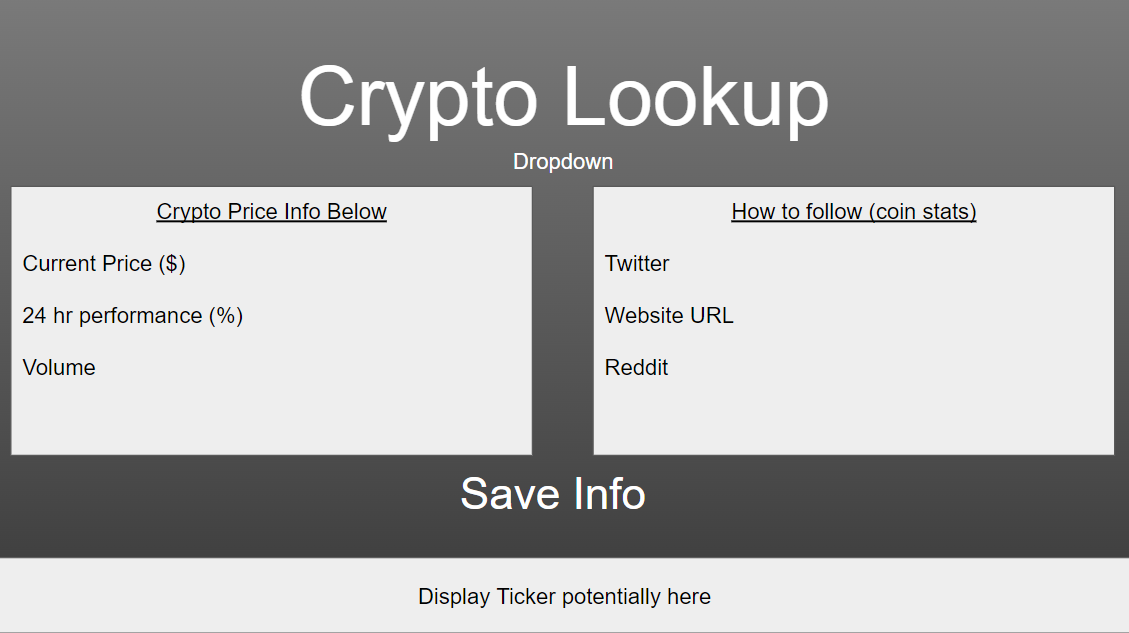 Crypto Lookup
Dropdown
Crypto Price Info Below
Current Price ($)
24 hr performance (%)
Volume
How to follow (coin stats)
Twitter
Website URL
Reddit
Save Info
Display Ticker potentially here